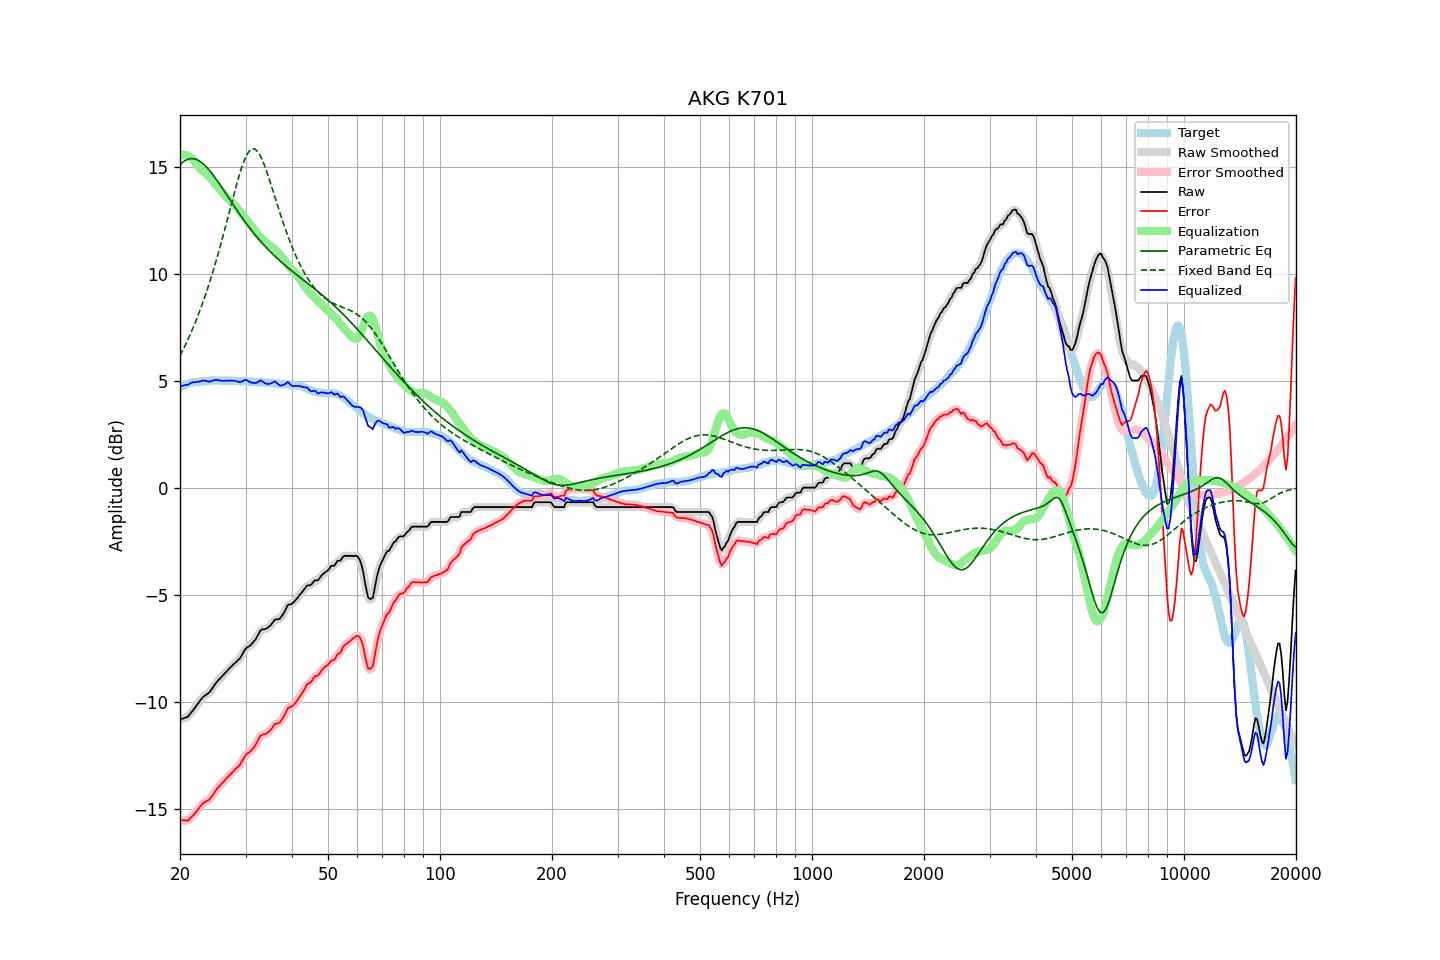 AKG K701
Amplitude (dBr)
15
10
5
0
−5
−10
−15
Target
Raw Smoothed
Error Smoothed
Raw
Error
Equalization
Parametric Eq
Fixed Band Eq
Equalized
20 50 100 200 500 1000 2000 5000 10000 20000
Frequency (Hz)